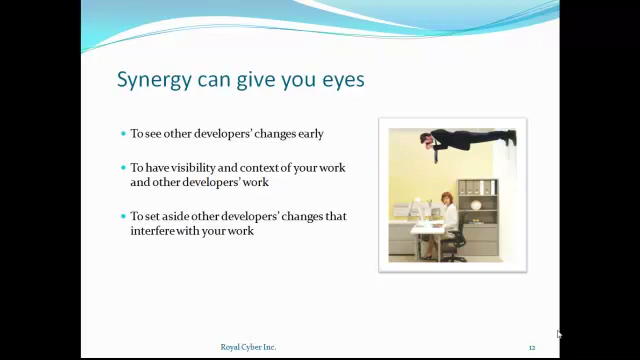 Synergy can give you eyes
To see other developers' changes early
To have visibility and context of your work
and other developers' work
To set aside other developers' changes that
interfere with your work
Royal Cyber Inc.
12